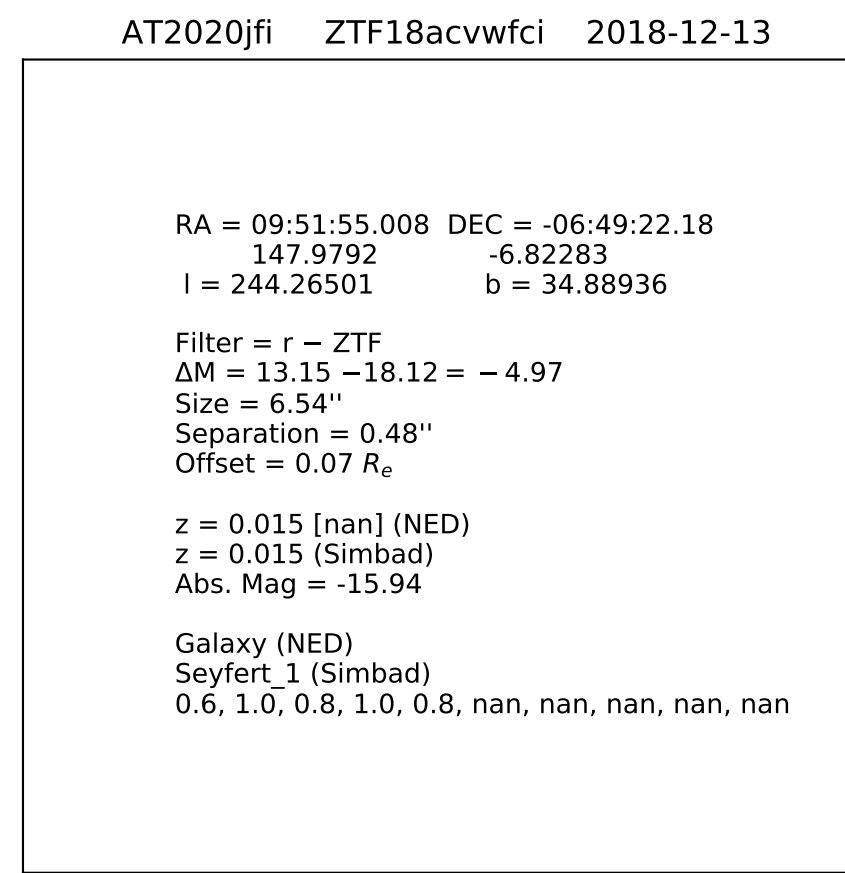 AT2020jfi ZTF18acvwfci 2018-12-13
RA = 09:51:55.008 DEC = -06:49:22.18
147.9792 -6.82283
l = 244.26501 b = 34.88936
Filter = r − ZTF
ΔM = 13.15 −18.12 = − 4.97
Size = 6.54''
Separation = 0.48''
Offset = 0.07 Rₑ
z = 0.015 [nan] (NED)
z = 0.015 (Simbad)
Abs. Mag = -15.94
Galaxy (NED)
Seyfert_1 (Simbad)
0.6, 1.0, 0.8, 1.0, 0.8, nan, nan, nan, nan, nan